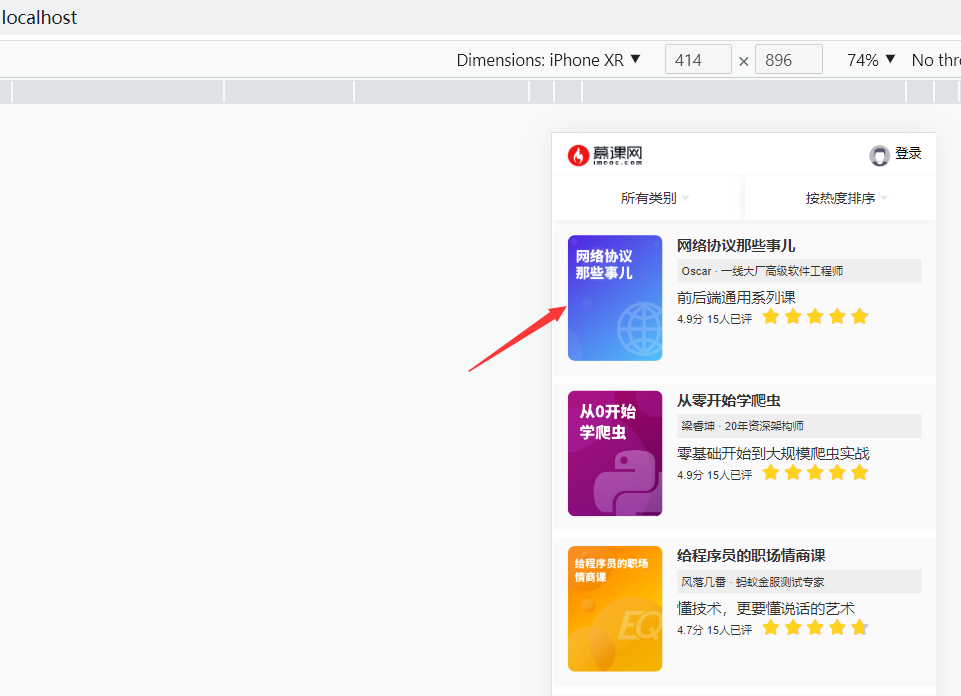 localhost
Dimensions: iPhone XR ▼ 414 × 896 74% ▼ No thr
慕课网 登录
imooc.com
所有类别 按热度排序
网络协议
那些事儿
网络协议那些事儿
Oscar · 一线大厂高级软件工程师
前后端通用系列课
4.9分 15人已评
从0开始
学爬虫
从零开始学爬虫
梁睿坤 · 20年资深架构师
零基础开始到大规模爬虫实战
4.9分 15人已评
给程序员的职场
情商课
EQ
给程序员的职场情商课
风落几番 · 蚂蚁金服测试专家
懂技术，更要懂说话的艺术
4.7分 15人已评